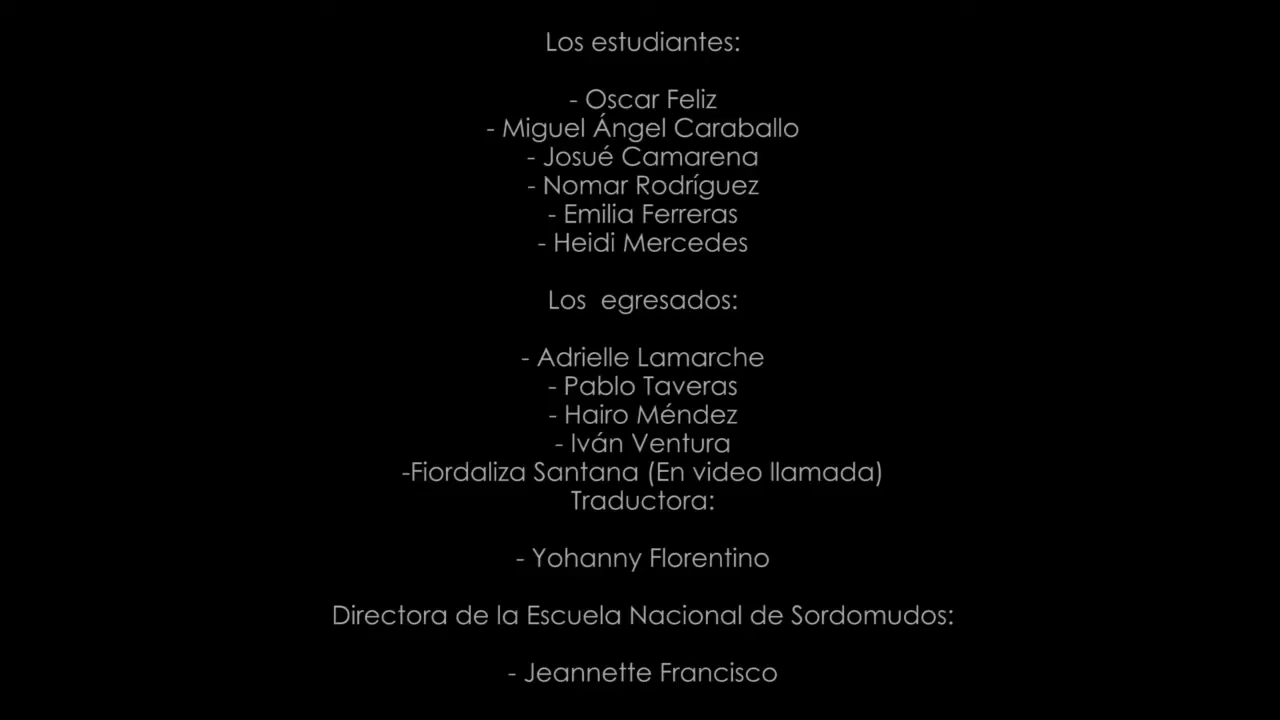 Los estudiantes:
- Oscar Feliz
- Miguel Ángel Caraballo
- Josué Camarena
- Nomar Rodríguez
- Emilia Ferreras
- Heidi Mercedes
Los  egresados:
- Adrielle Lamarche
- Pablo Taveras
- Hairo Méndez
- Iván Ventura
-Fiordaliza Santana (En video llamada)
Traductora:
- Yohanny Florentino
Directora de la Escuela Nacional de Sordomudos:
- Jeannette Francisco